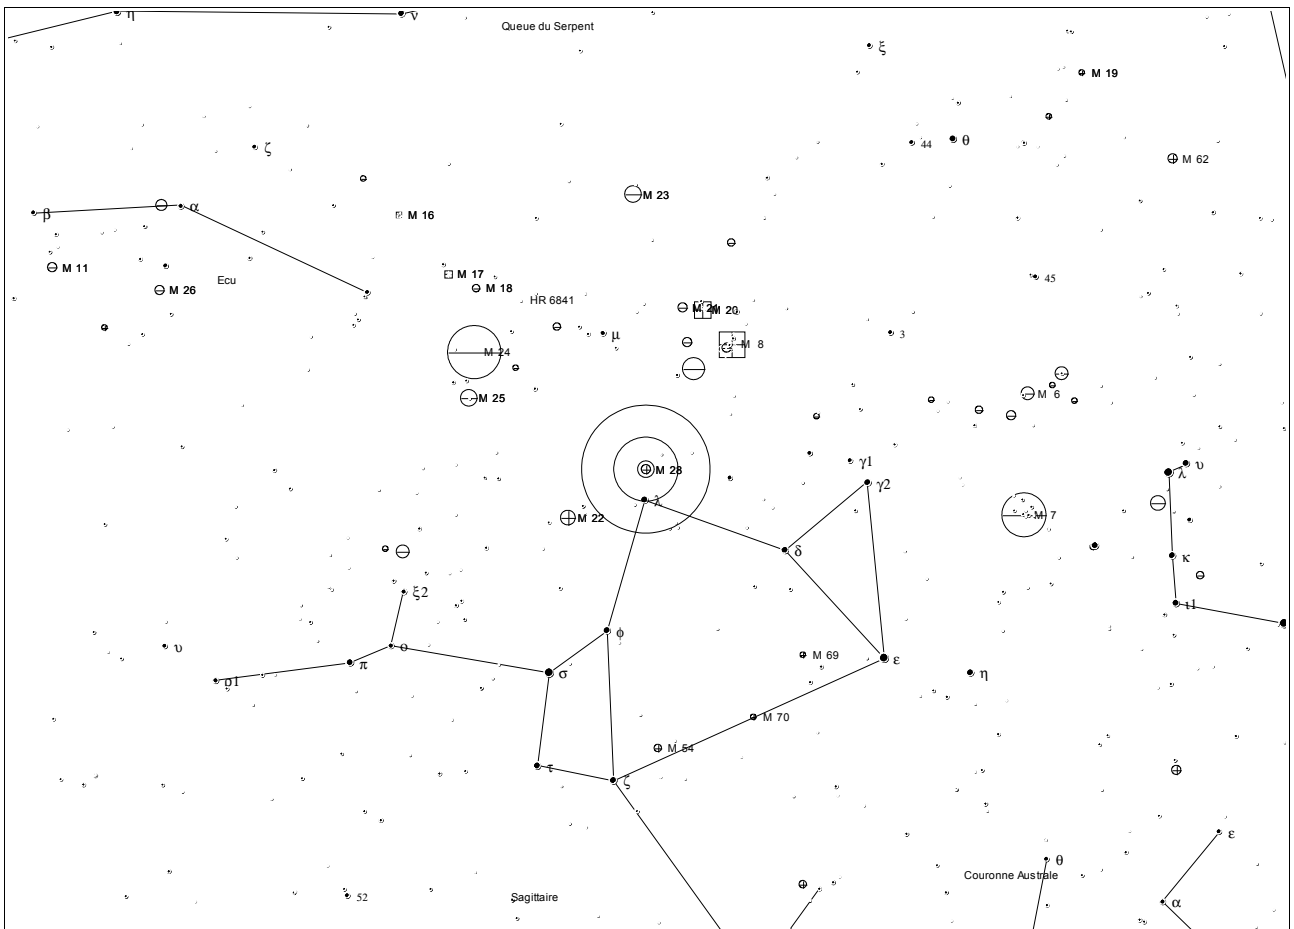 η
ν
Queue du Serpent
ξ
M 19
44
θ
ζ
M 62
M 23
β
α
M 16
M 11
M 17
45
Ecu
M 26
M 18
HR 6841
M 21
M 20
μ
3
M 24
M 8
M 6
M 25
γ1
υ
M 28
λ
γ2
λ
M 22
M 7
δ
κ
ξ2
ι1
φ
υ
ο
M 69
π
ε
σ
η
ρ1
M 70
M 54
τ
ζ
ε
θ
Couronne Australe
52
Sagittaire
α